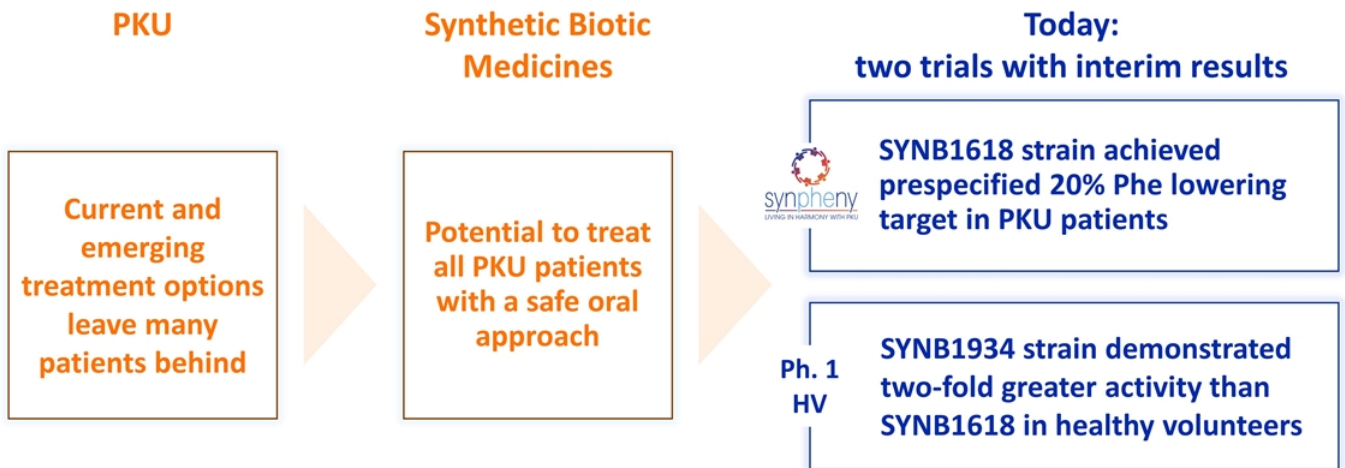 PKU
Current and
emerging
treatment options
leave many
patients behind
Synthetic Biotic
Medicines
Potential to treat
all PKU patients
with a safe oral
approach
Today:
two trials with interim results
synpheny
LIVING IN HARMONY WITH PKU
SYNB1618 strain achieved
prespecified 20% Phe lowering
target in PKU patients
Ph. 1
HV
SYNB1934 strain demonstrated
two-fold greater activity than
SYNB1618 in healthy volunteers